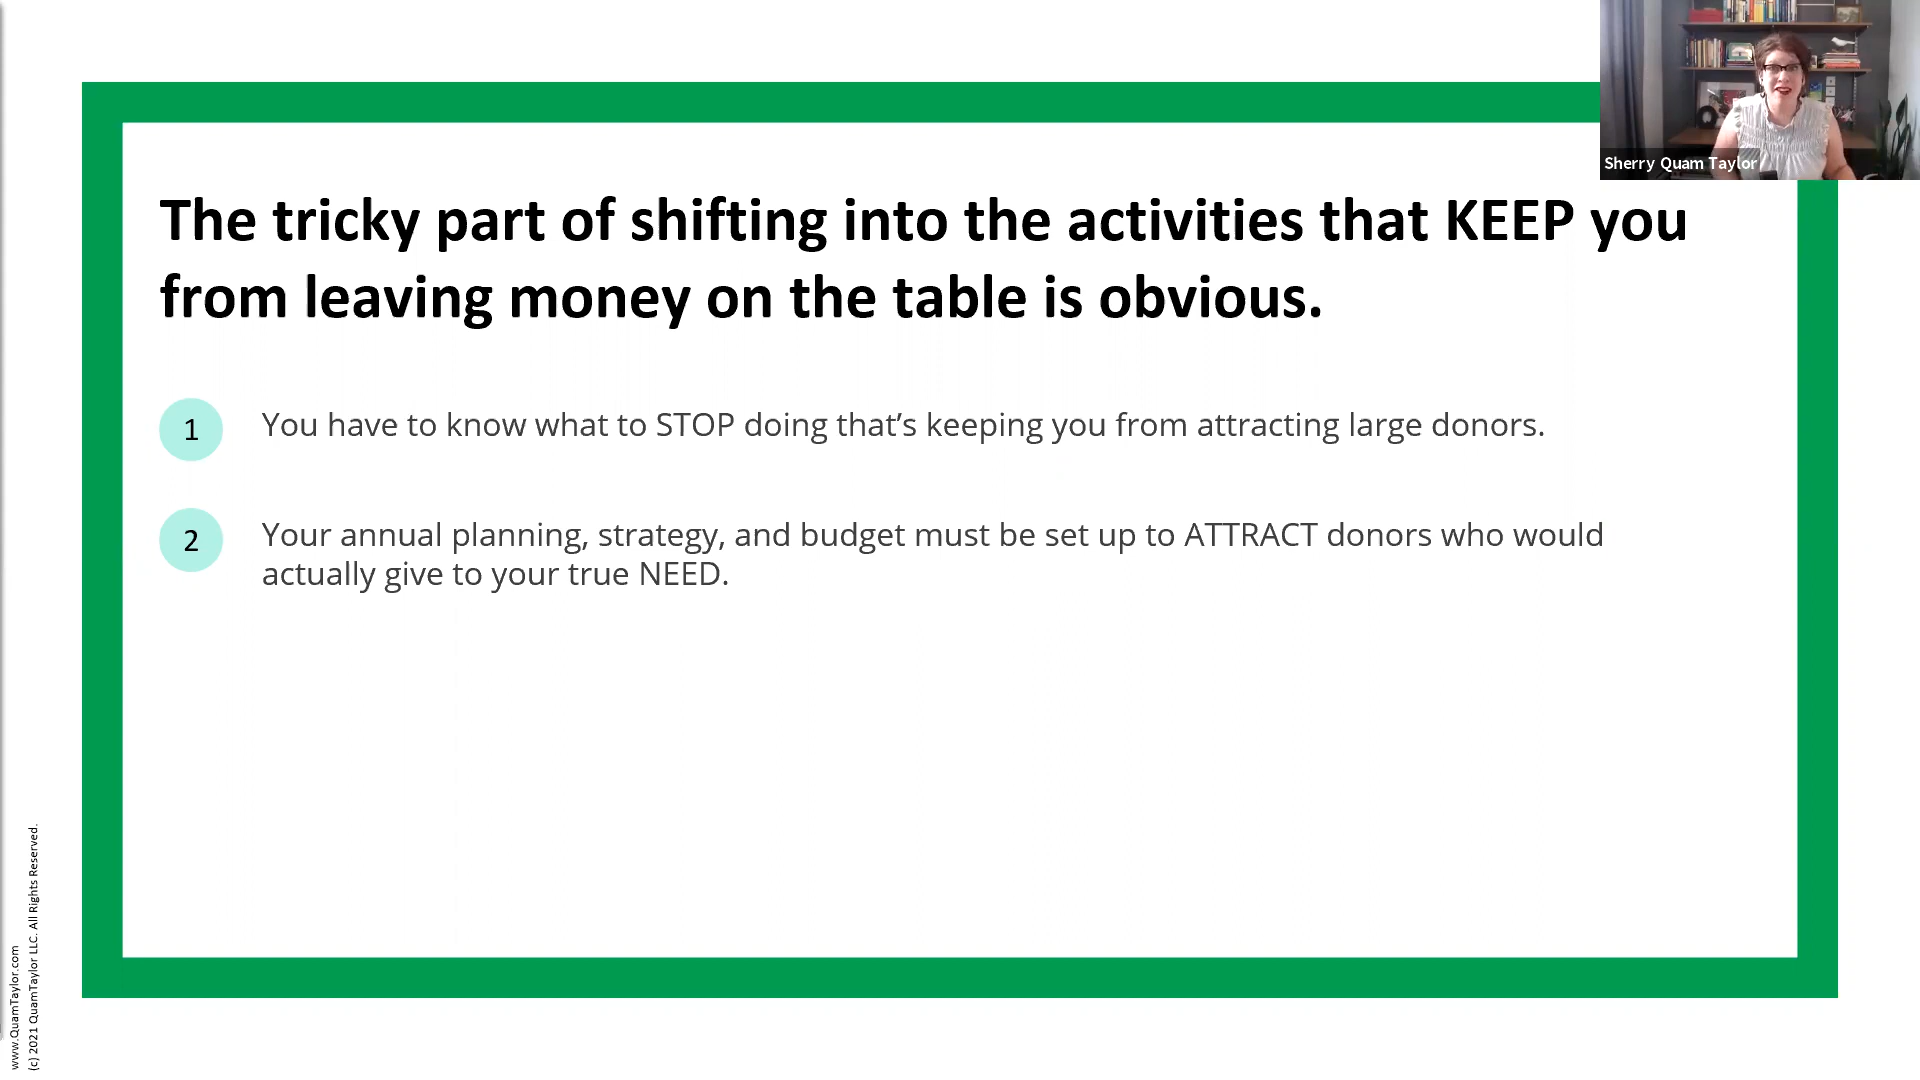 Sherry Quam Taylor
The tricky part of shifting into the activities that KEEP you
from leaving money on the table is obvious.
1
You have to know what to STOP doing that’s keeping you from attracting large donors.
2
Your annual planning, strategy, and budget must be set up to ATTRACT donors who would
actually give to your true NEED.
www.QuamTaylor.com
(c) 2021 QuamTaylor LLC. All Rights Reserved.